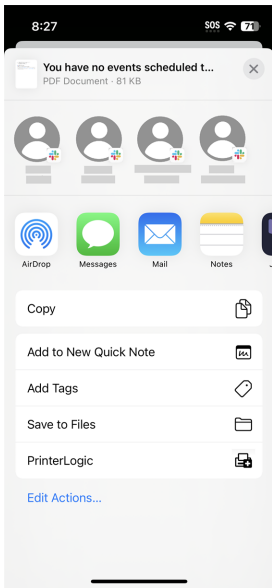 8:27
SOS
71
You have no events scheduled t...
PDF Document · 81 KB
AirDrop
Messages
Mail
Notes
Copy
Add to New Quick Note
Add Tags
Save to Files
PrinterLogic
Edit Actions...